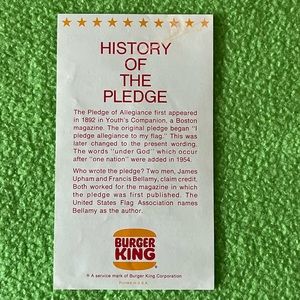 HISTORY
OF
THE
PLEDGE
The Pledge of Allegiance first appeared
in 1892 in Youth's Companion, a Boston
magazine. The original pledge began "I
pledge allegiance to my flag." This was
later changed to the present wording.
The words "under God" which occur
after "one nation" were added in 1954.
Who wrote the pledge? Two men, James
Upham and Francis Bellamy, claim credit.
Both worked for the magazine in which
the pledge was first published. The
United States Flag Association names
Bellamy as the author.
BURGER
KING
®
® A service mark of Burger King Corporation
Printed in U.S.A.